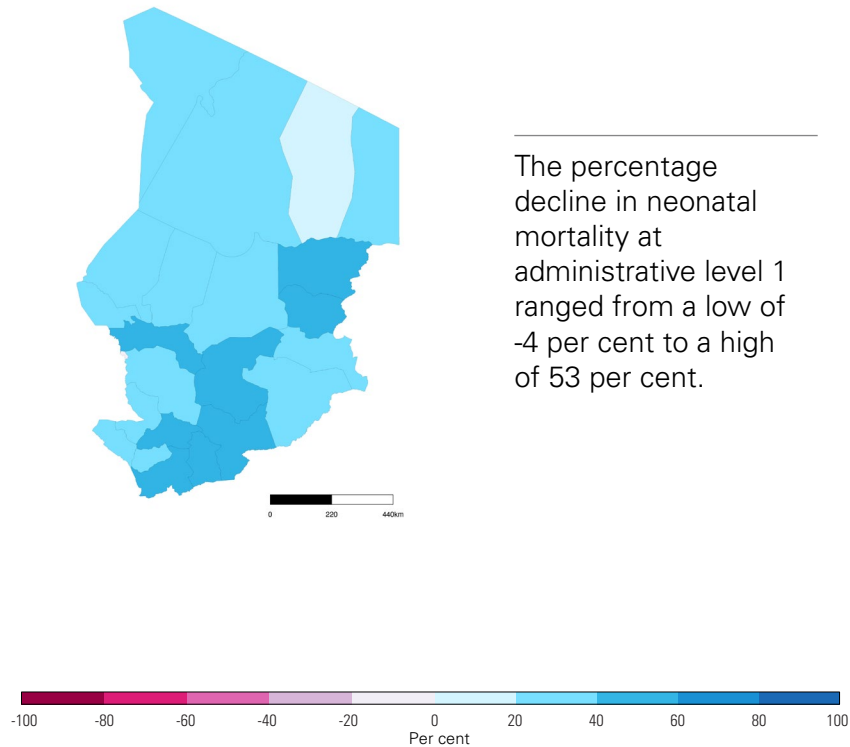 The percentage
decline in neonatal
mortality at
administrative level 1
ranged from a low of
-4 per cent to a high
of 53 per cent.
0 220 440km
-100 -80 -60 -40 -20 0 20 40 60 80 100
Per cent